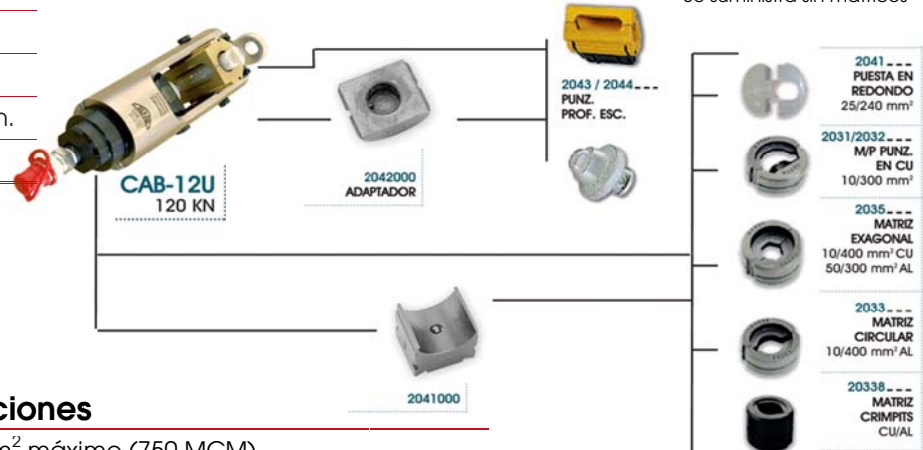 n.
CAB-12U
120 KN
2042000
ADAPTADOR
2043 / 2044_ _ _
PUNZ.
PROF. ESC.
2041000
2041_ _ _
PUESTA EN
REDONDO
25/240 mm²
2031/2032_ _ _
M/P PUNZ.
EN CU
10/300 mm²
2035_ _ _
MATRIZ
EXAGONAL
10/400 mm² CU
50/300 mm² AL
2033_ _ _
MATRIZ
CIRCULAR
10/400 mm² AL
20338_ _ _
MATRIZ
CRIMPITS
CU/AL
ciones